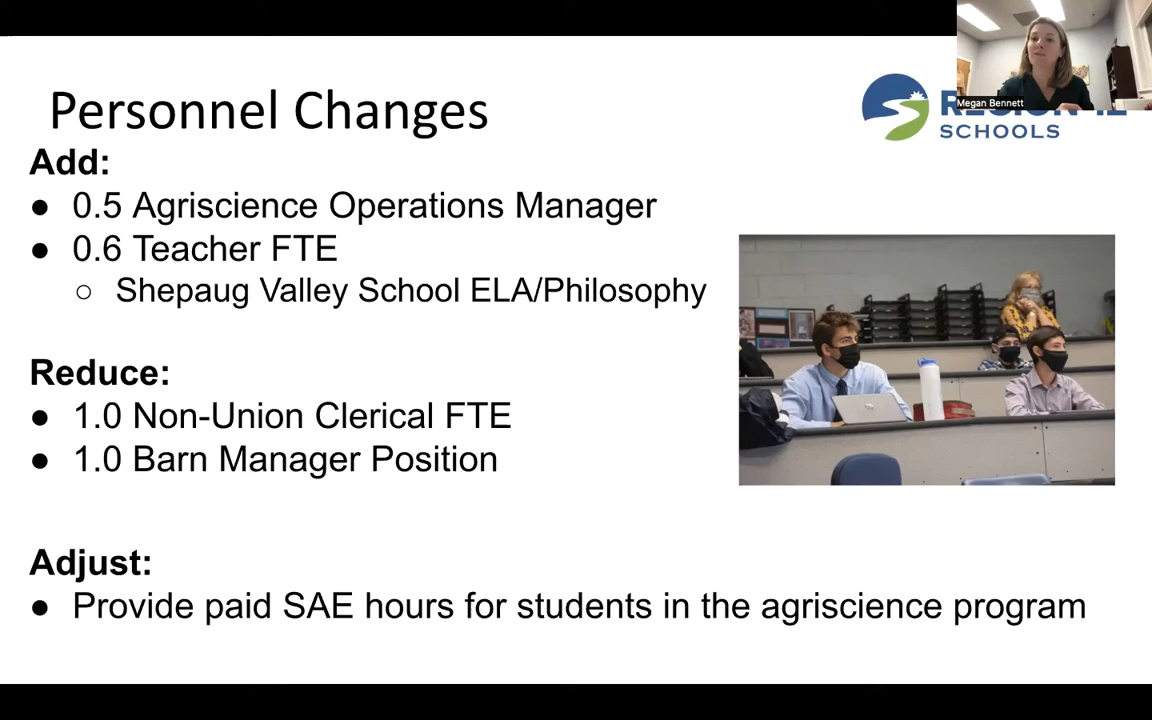 Personnel Changes
Megan Bennett
SCHOOLS
Add:
● 0.5 Agriscience Operations Manager
● 0.6 Teacher FTE
○ Shepaug Valley School ELA/Philosophy
Reduce:
● 1.0 Non-Union Clerical FTE
● 1.0 Barn Manager Position
Adjust:
● Provide paid SAE hours for students in the agriscience program